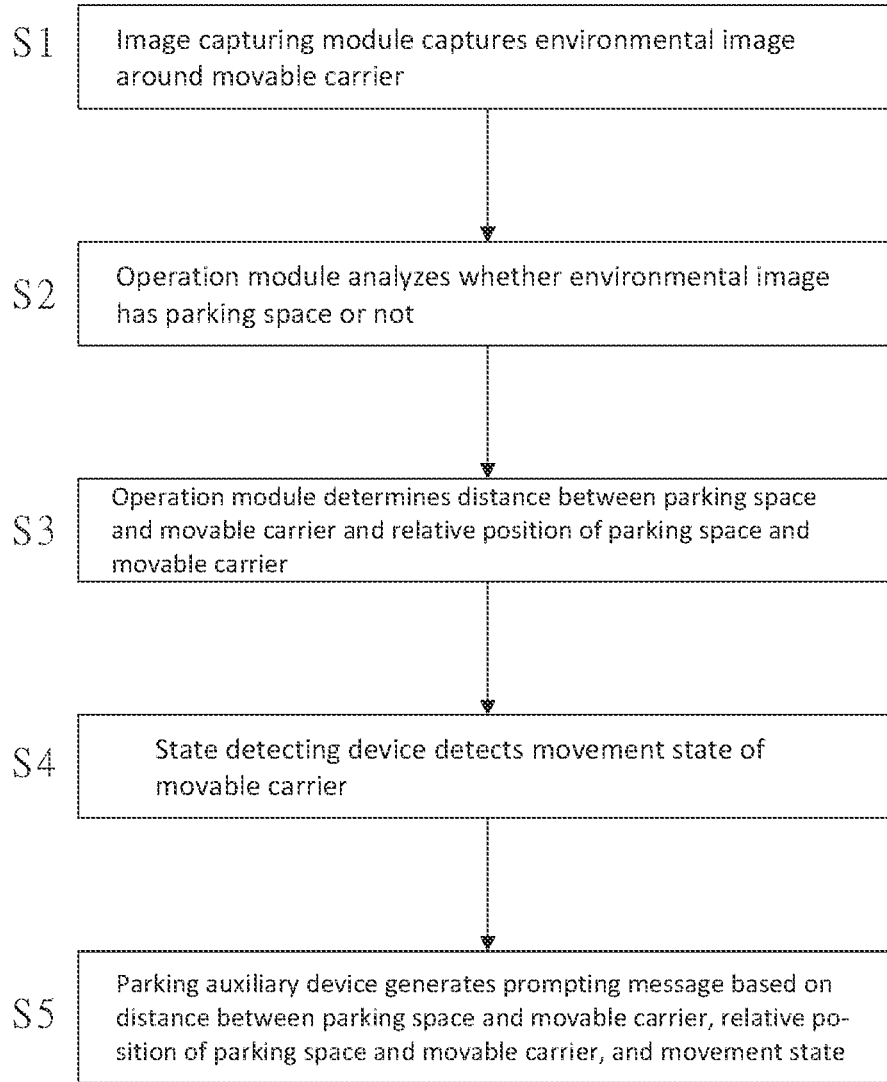 S1
Image capturing module captures environmental image
around movable carrier
S2
Operation module analyzes whether environmental image
has parking space or not
S3
Operation module determines distance between parking space
and movable carrier and relative position of parking space and
movable carrier
S4
State detecting device detects movement state of
movable carrier
S5
Parking auxiliary device generates prompting message based on
distance between parking space and movable carrier, relative po-
sition of parking space and movable carrier, and movement state